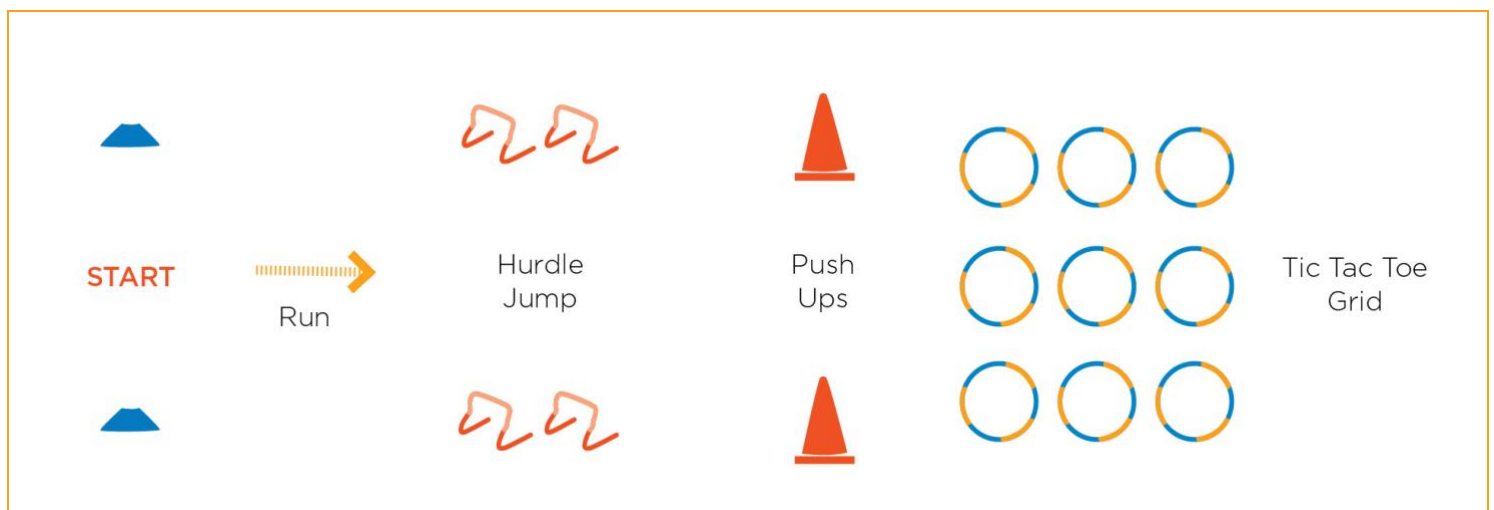 START
Run
Hurdle
Jump
Push
Ups
Tic Tac Toe
Grid